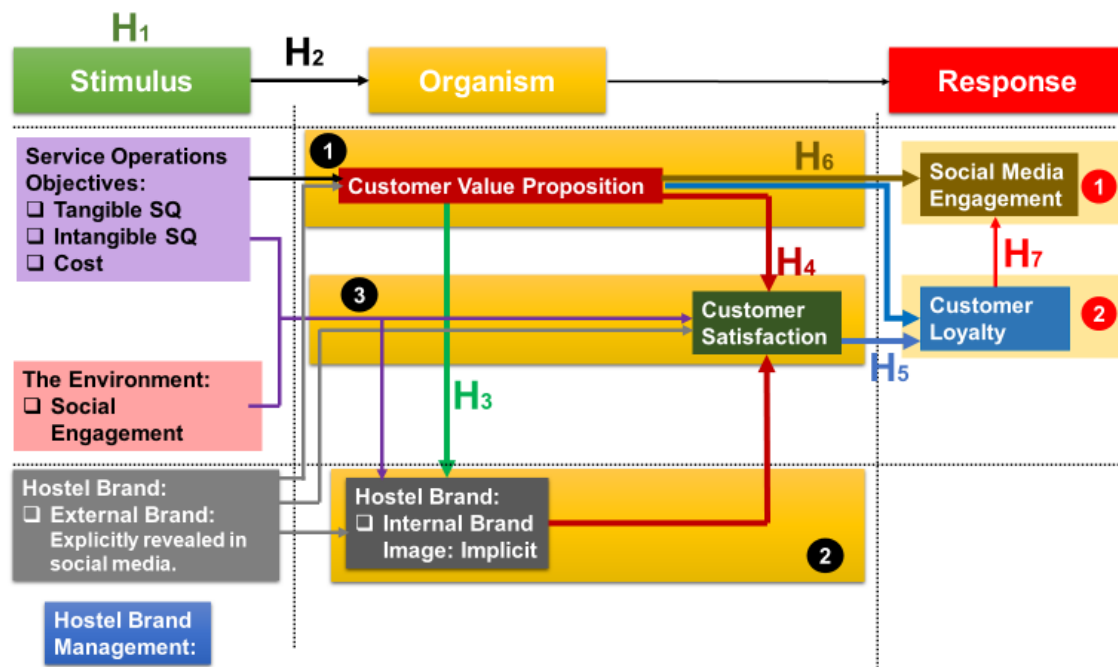 H1
H2
Stimulus
Organism
Response
Service Operations
Objectives:
❑ Tangible SQ
❑ Intangible SQ
❑ Cost
1
Customer Value Proposition
H6
Social Media
Engagement
1
H4
H7
3
Customer
Satisfaction
Customer
Loyalty
2
H5
The Environment:
❑ Social
Engagement
H3
Hostel Brand:
❑ External Brand:
Explicitly revealed in
social media.
Hostel Brand:
❑ Internal Brand
Image: Implicit
2
Hostel Brand
Management: